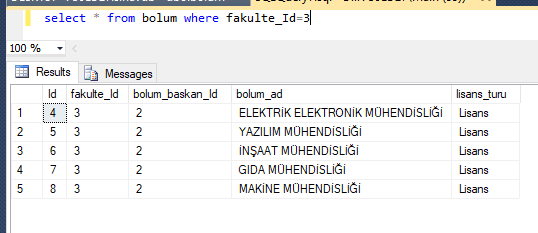 select * from bolum where fakulte_Id=3
100 %
Results Messages
Id fakulte_Id bolum_baskan_Id bolum_ad lisans_turu
1 4 3 2 ELEKTRİK ELEKTRONİK MÜHENDİSLİĞİ Lisans
2 5 3 2 YAZILIM MÜHENDİSLİĞİ Lisans
3 6 3 2 İNŞAAT MÜHENDİSLİĞİ Lisans
4 7 3 2 GIDA MÜHENDİSLİĞİ Lisans
5 8 3 2 MAKİNE MÜHENDİSLİĞİ Lisans